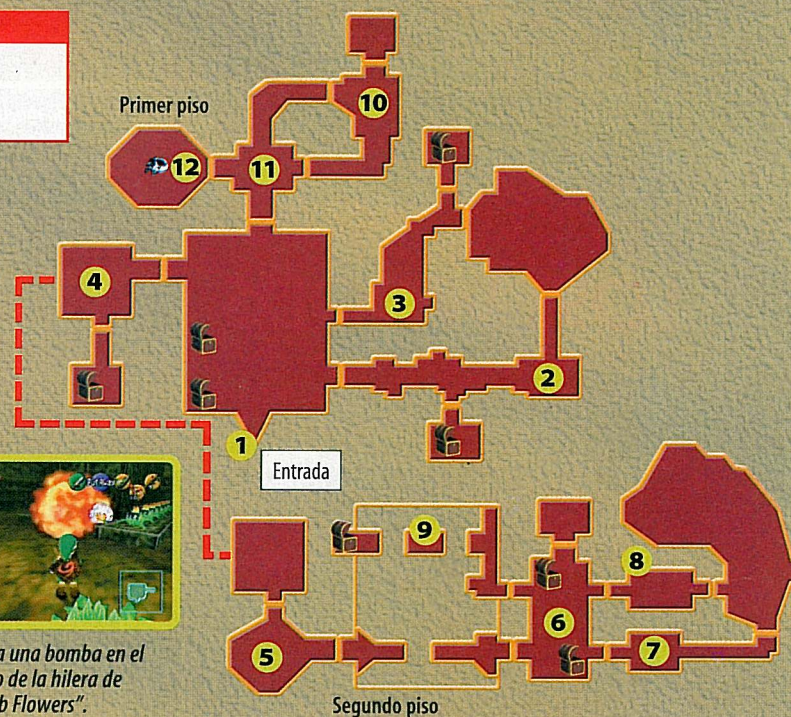 Primer piso
10
12
11
4
3
2
1
Entrada
9
8
6
7
5
a una bomba en el
o de la hilera de
b Flowers”.
Segundo piso